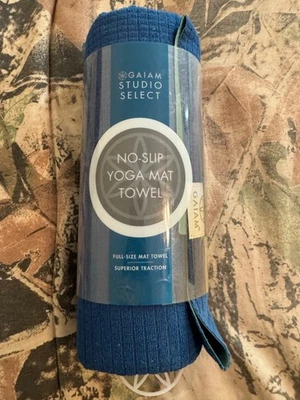 GAIAM
STUDIO
SELECT
NO-SLIP
YOGA MAT
TOWEL
FULL-SIZE MAT TOWEL
SUPERIOR TRACTION
GAIAM